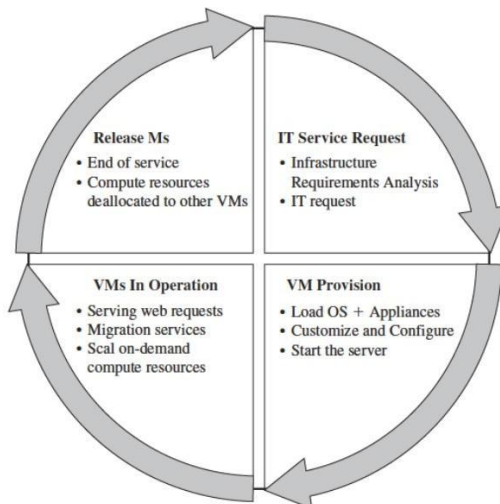 Release Ms
• End of service
• Compute resources
deallocated to other VMs
IT Service Request
• Infrastructure
Requirements Analysis
• IT request
VMs In Operation
• Serving web requests
• Migration services
• Scal on-demand
compute resources
VM Provision
• Load OS + Appliances
• Customize and Configure
• Start the server